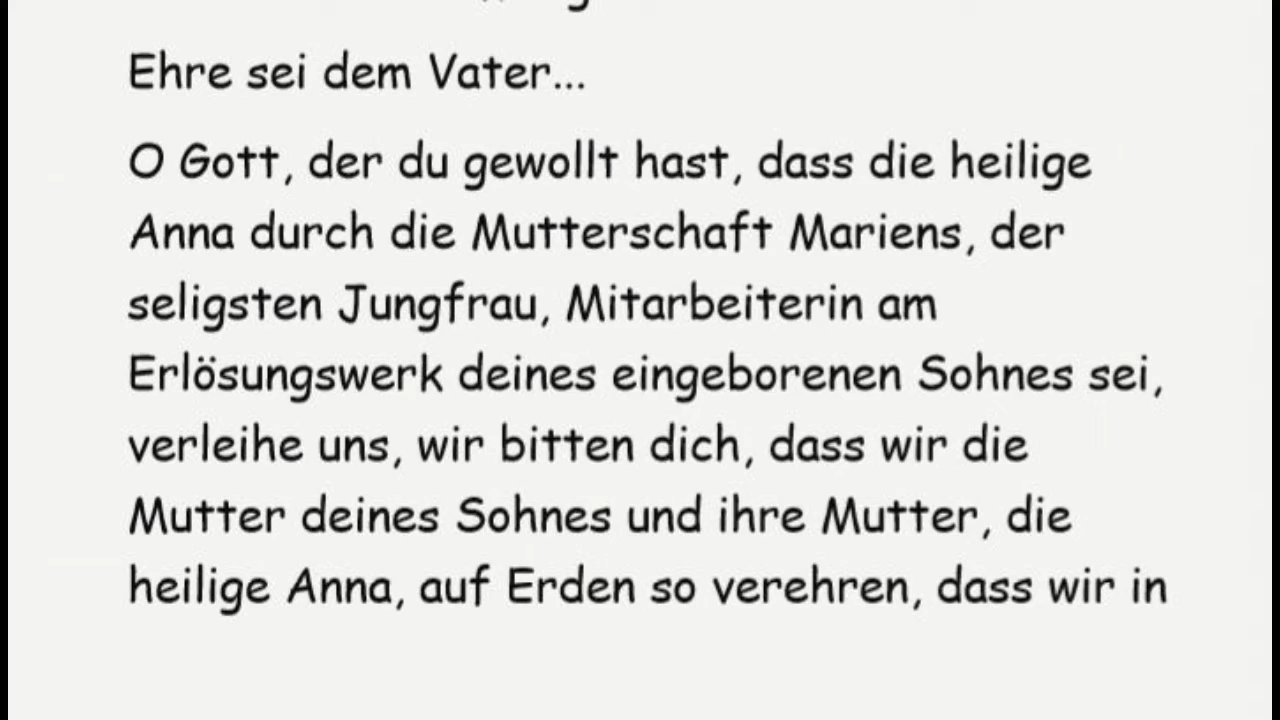 Ehre sei dem Vater...
O Gott, der du gewollt hast, dass die heilige
Anna durch die Mutterschaft Mariens, der
seligsten Jungfrau, Mitarbeiterin am
Erlösungswerk deines eingeborenen Sohnes sei,
verleihe uns, wir bitten dich, dass wir die
Mutter deines Sohnes und ihre Mutter, die
heilige Anna, auf Erden so verehren, dass wir in